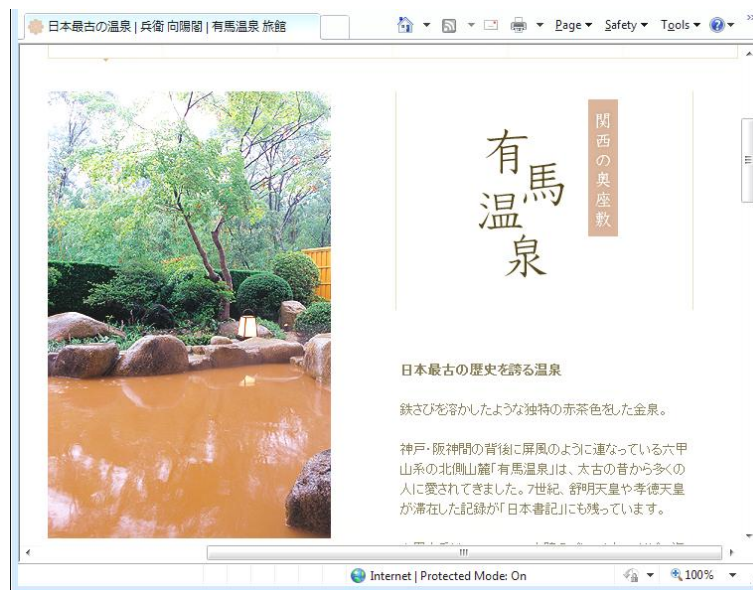 日本最古の温泉 | 兵衛 向陽閣 | 有馬温泉 旅館
Page
Safety
Tools
関西の奥座敷
有馬温泉
日本最古の歴史を誇る温泉
鉄さびを溶かしたような独特の赤茶色をした金泉。
神戸・阪神間の背後に屏風のように連なっている六甲
山系の北側山麓「有馬温泉」は、太古の昔から多くの
人に愛されてきました。7世紀、舒明天皇や孝徳天皇
が滞在した記録が「日本書記」にも残っています。
Internet | Protected Mode: On
100%